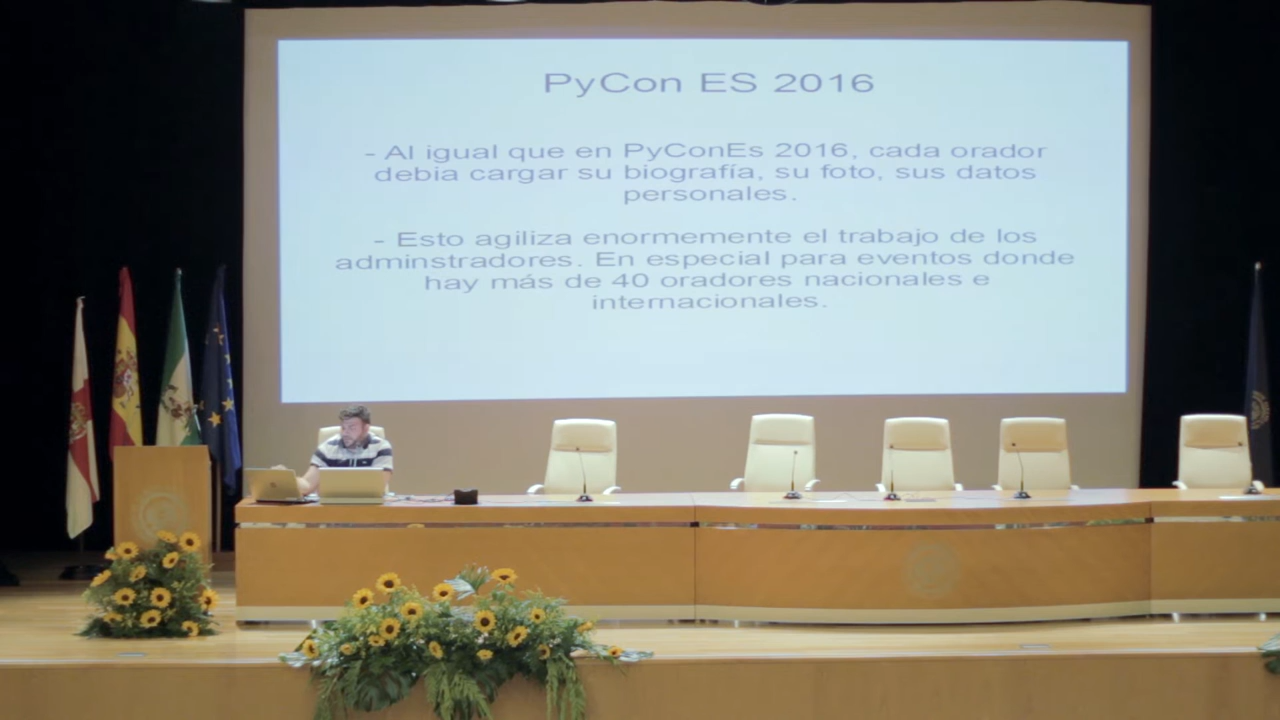 PyCon ES 2016
- Al igual que en PyConEs 2016, cada orador
debia cargar su biografía, su foto, sus datos
personales.
- Esto agiliza enormemente el trabajo de los
adminstradores. En especial para eventos donde
hay más de 40 oradores nacionales e
internacionales.